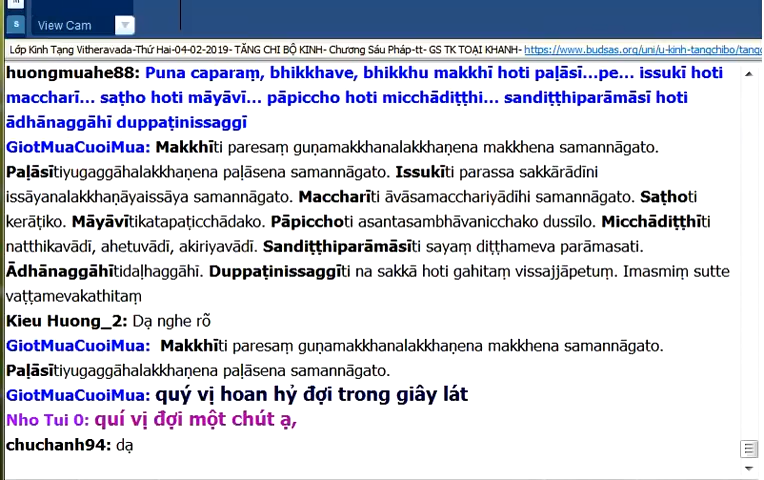 View Cam
Lớp Kinh Tạng Vitheravada-Thứ Hai-04-02-2019- TĂNG CHI BỘ KINH- Chương Sáu Pháp-tt- GS TK TOẠI KHANH- https://www.budsas.org/uni/u-kinh-tangchibo/tangc
huongmuahe88: Puna caparaṃ, bhikkhave, bhikkhu makkhī hoti paḷāsī...pe... issukī hoti
maccharī... saṭho hoti māyāvī... pāpiccho hoti micchādiṭṭhi... sandiṭṭhiparāmāsī hoti
ādhānaggāhī duppaṭinissaggī
GiotMuaCuoiMua: Makkhīti paresaṃ guṇamakkhanalakkhaṇena makkhena samannāgato.
Paḷāsītiyugaggāhalakkhaṇena paḷāsena samannāgato. Issukīti parassa sakkārādīni
issāyanalakkhaṇāyaissāya samannāgato. Maccharīti āvāsamacchariyādīhi samannāgato. Saṭhoti
kerāṭiko. Māyāvītikatapaṭicchādako. Pāpicchoti asantasambhāvanicchako dussīlo. Micchādiṭṭhīti
natthikavādī, ahetuvādī, akiriyavādī. Sandiṭṭhiparāmāsīti sayaṃ diṭṭhameva parāmasati.
Ādhānaggāhītidaḷhaggāhī. Duppaṭinissaggīti na sakkā hoti gahitaṃ vissajjāpetuṃ. Imasmiṃ sutte
vaṭṭamevakathitaṃ
Kieu Huong_2: Dạ nghe rõ
GiotMuaCuoiMua: Makkhīti paresaṃ guṇamakkhanalakkhaṇena makkhena samannāgato.
Paḷāsītiyugaggāhalakkhaṇena paḷāsena samannāgato.
GiotMuaCuoiMua: quý vị hoan hỷ đợi trong giây lát
Nho Tui 0: quí vị đợi một chút ạ,
chuchanh94: dạ